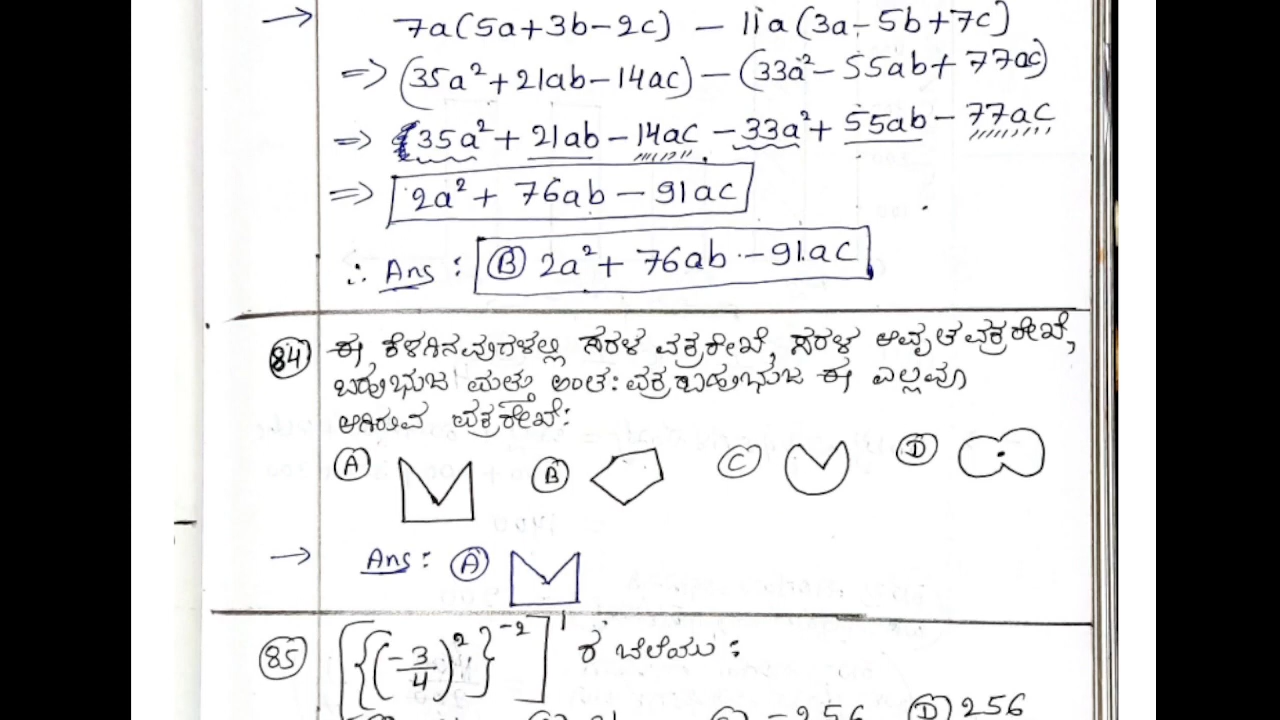 → 7a(5a+3b-2c) - 11a(3a-5b+7c)
=> (35a²+21ab-14ac) - (33a²-55ab+77ac)
=> 35a²+21ab-14ac-33a²+55ab-77ac
=> 2a²+76ab-91ac
∴ Ans : (B) 2a²+76ab-91ac
84) ಈ ಕೆಳಗಿನವುಗಳಲ್ಲಿ ಸರಳ ವಕ್ರರೇಖೆ, ಸರಳ ಆವೃತ ವಕ್ರರೇಖೆ,
ಬಹುಭುಜ ಮತ್ತು ಅಂತ: ವಕ್ರ ಬಹುಭುಜ ಈ ಎಲ್ಲವೂ
ಆಗಿರುವ ವಕ್ರರೇಖೆ:
(A) (B) (C) (D)
→ Ans : (A)
85) [{(-3/4)²}⁻²]¹ ರ ಬೆಲೆಯು :
(C) -256 (D) 256